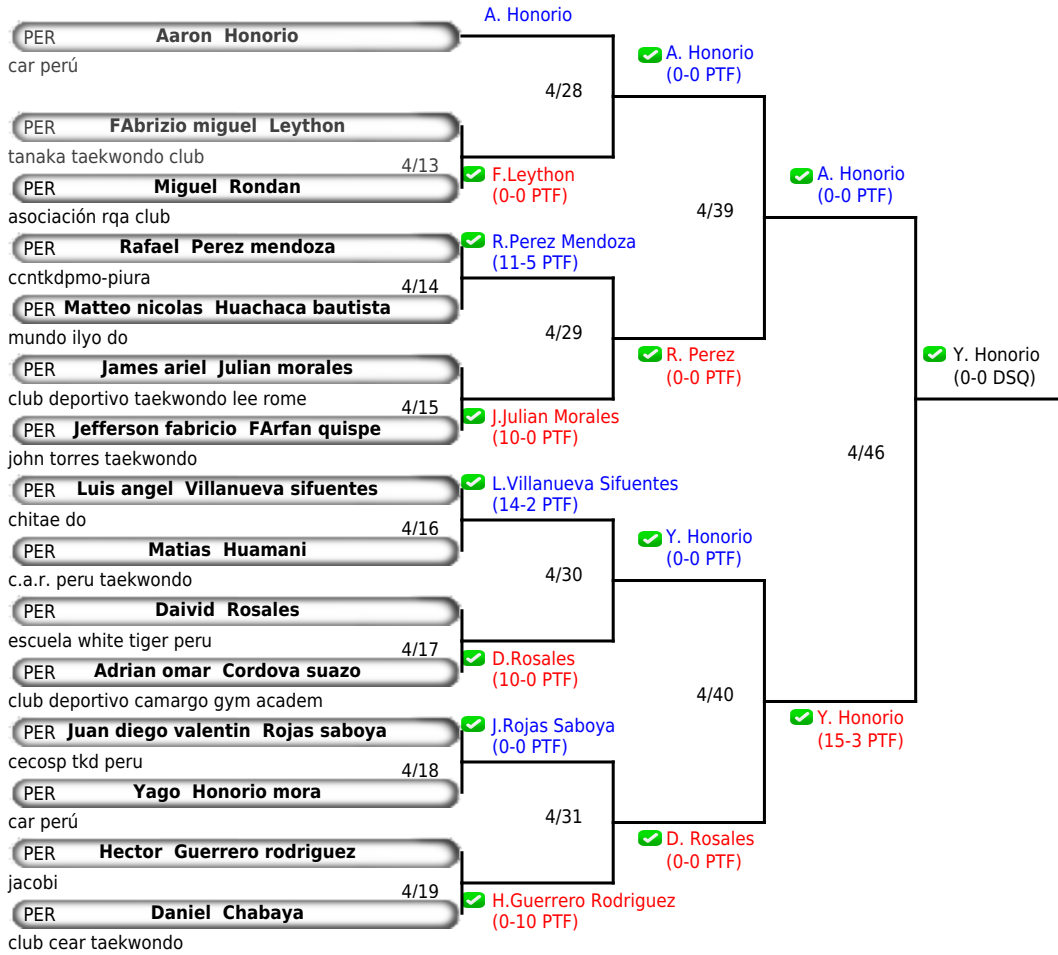 PER Aaron Honorio
car perú
PER FAbrizio miguel Leython
tanaka taekwondo club
4/13
PER Miguel Rondan
asociación rqa club
PER Rafael Perez mendoza
ccntkdpmo-piura
4/14
PER Matteo nicolas Huachaca bautista
mundo ilyo do
PER James ariel Julian morales
club deportivo taekwondo lee rome
4/15
PER Jefferson fabricio FArfan quispe
john torres taekwondo
PER Luis angel Villanueva sifuentes
chitae do
4/16
PER Matias Huamani
c.a.r. peru taekwondo
PER Daivid Rosales
escuela white tiger peru
4/17
PER Adrian omar Cordova suazo
club deportivo camargo gym academ
PER Juan diego valentin Rojas saboya
cecosp tkd peru
4/18
PER Yago Honorio mora
car perú
PER Hector Guerrero rodriguez
jacobi
4/19
PER Daniel Chabaya
club cear taekwondo
A. Honorio
4/28
F.Leython
(0-0 PTF)
R.Perez Mendoza
(11-5 PTF)
4/29
J.Julian Morales
(10-0 PTF)
L.Villanueva Sifuentes
(14-2 PTF)
4/30
D.Rosales
(10-0 PTF)
J.Rojas Saboya
(0-0 PTF)
4/31
H.Guerrero Rodriguez
(0-10 PTF)
A. Honorio
(0-0 PTF)
4/39
R. Perez
(0-0 PTF)
Y. Honorio
(0-0 PTF)
4/40
D. Rosales
(0-0 PTF)
A. Honorio
(0-0 PTF)
4/46
Y. Honorio
(15-3 PTF)
Y. Honorio
(0-0 DSQ)